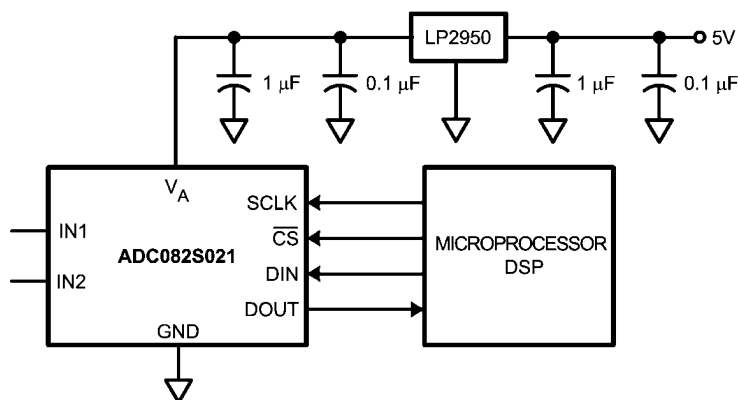 LP2950
5V
1 μF
0.1 μF
1 μF
0.1 μF
VA
SCLK
IN1
CS
ADC082S021
MICROPROCESSOR
DSP
IN2
DIN
DOUT
GND